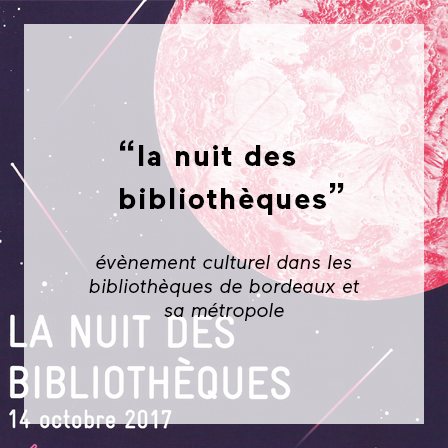 “la nuit des
bibliothèques”
évènement culturel dans les
bibliothèques de bordeaux et
sa métropole
LA NUIT DES
BIBLIOTHÈQUES
14 octobre 2017